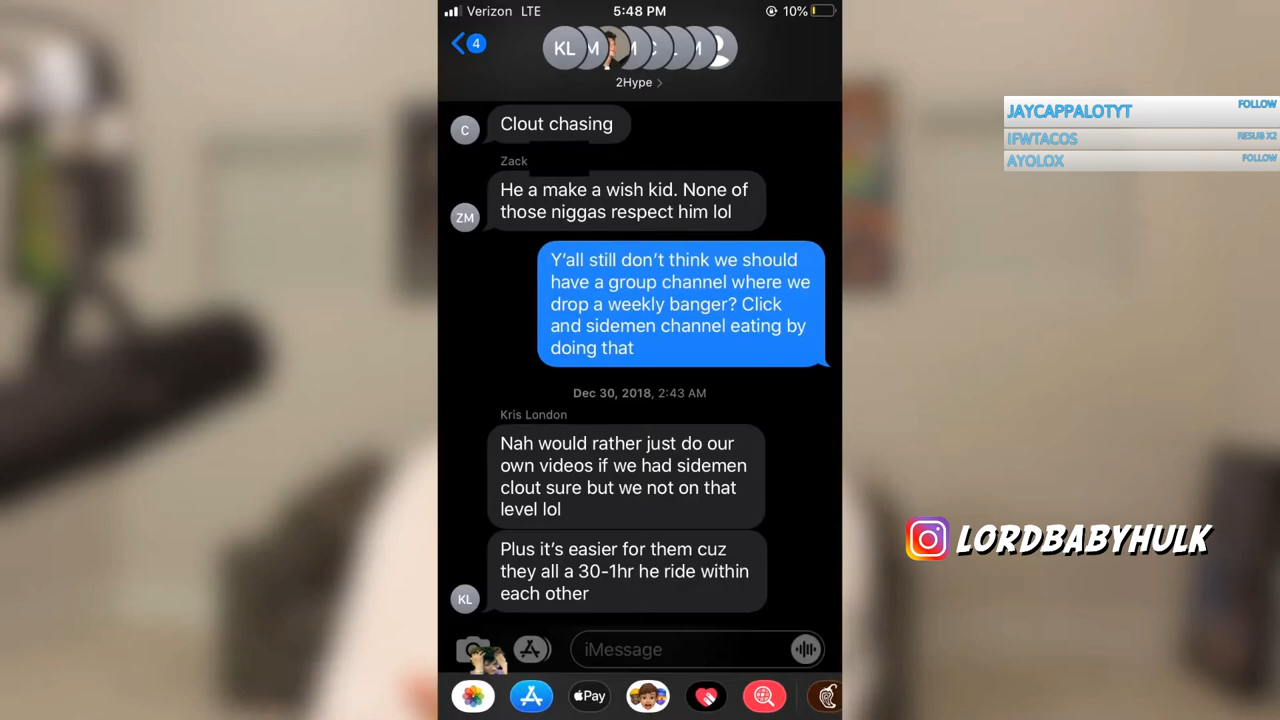 Verizon LTE
5:48 PM
10%
4
KL M M C L M
2Hype >
C
Clout chasing
Zack
ZM
He a make a wish kid. None of
those niggas respect him lol
Y'all still don't think we should
have a group channel where we
drop a weekly banger? Click
and sidemen channel eating by
doing that
Dec 30, 2018, 2:43 AM
Kris London
Nah would rather just do our
own videos if we had sidemen
clout sure but we not on that
level lol
Plus it's easier for them cuz
they all a 30-1hr he ride within
each other
KL
iMessage
Pay
JAYCAPPALOTYT FOLLOW
IFWTACOS RESUB X2
AYOLOX FOLLOW
LORDBABYHULK